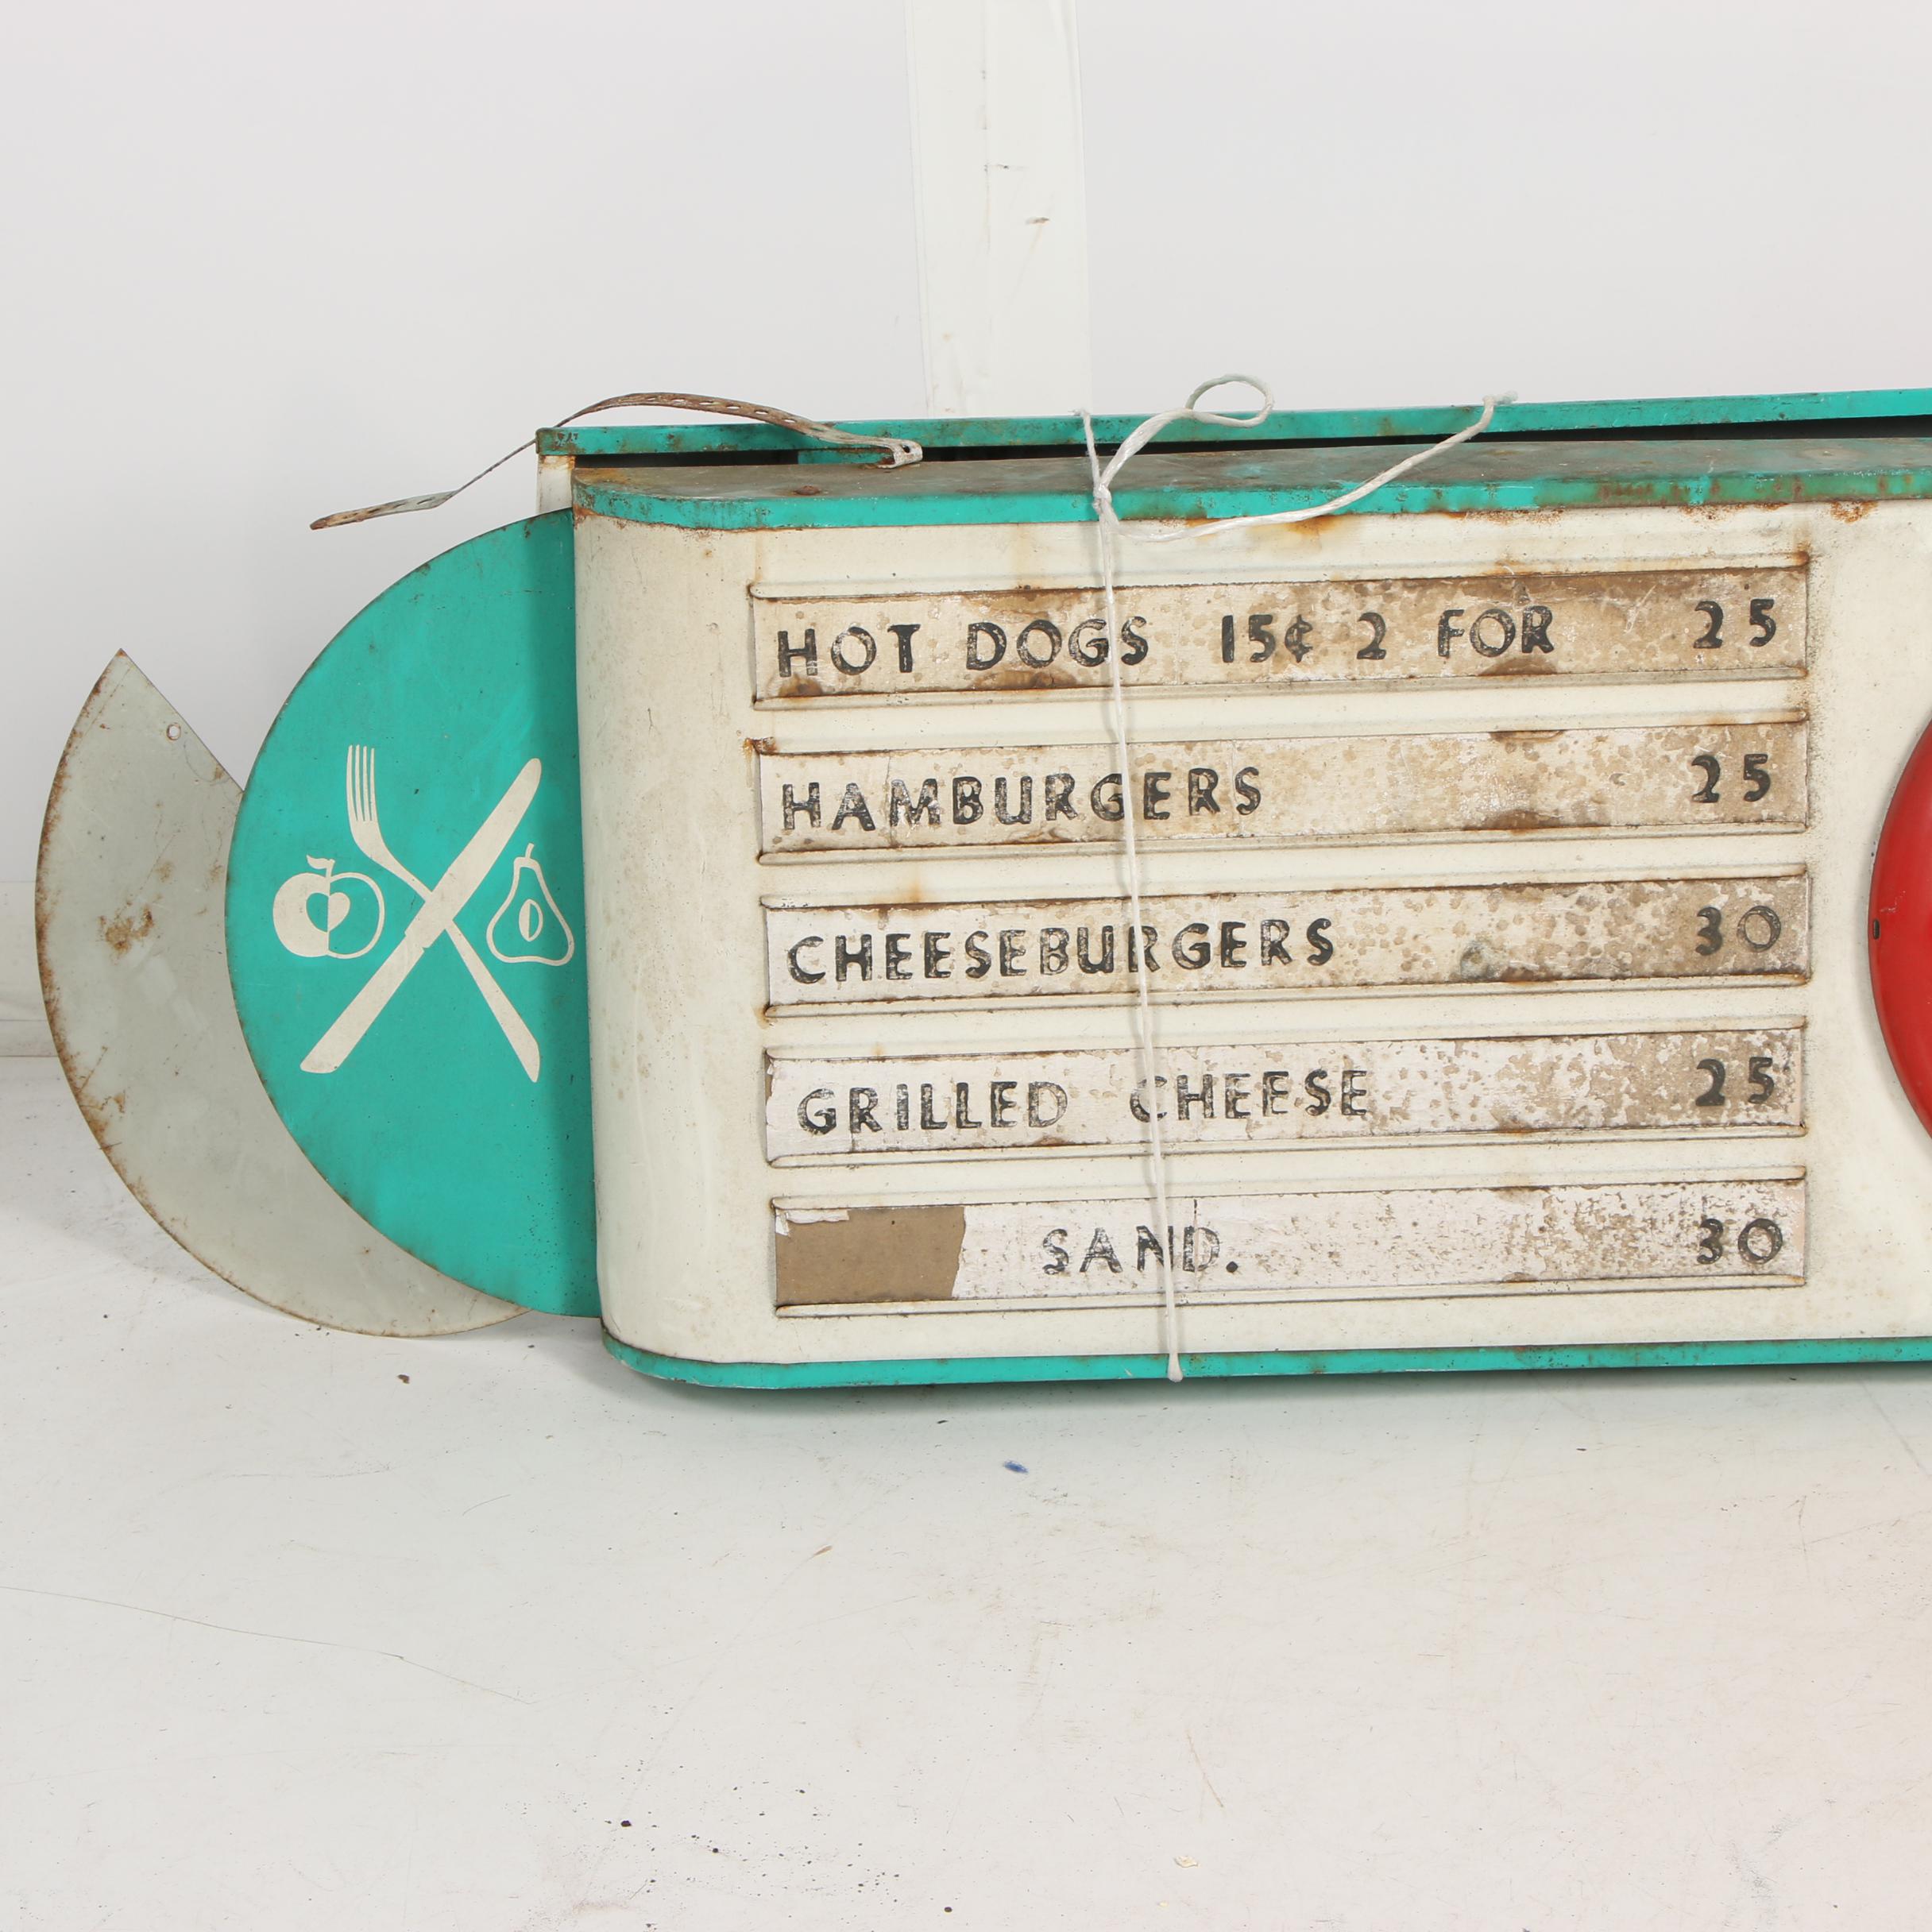 HOT DOGS 15¢ 2 FOR 25
HAMBURGERS 25
CHEESEBURGERS 30
GRILLED CHEESE 25
SAND. 30